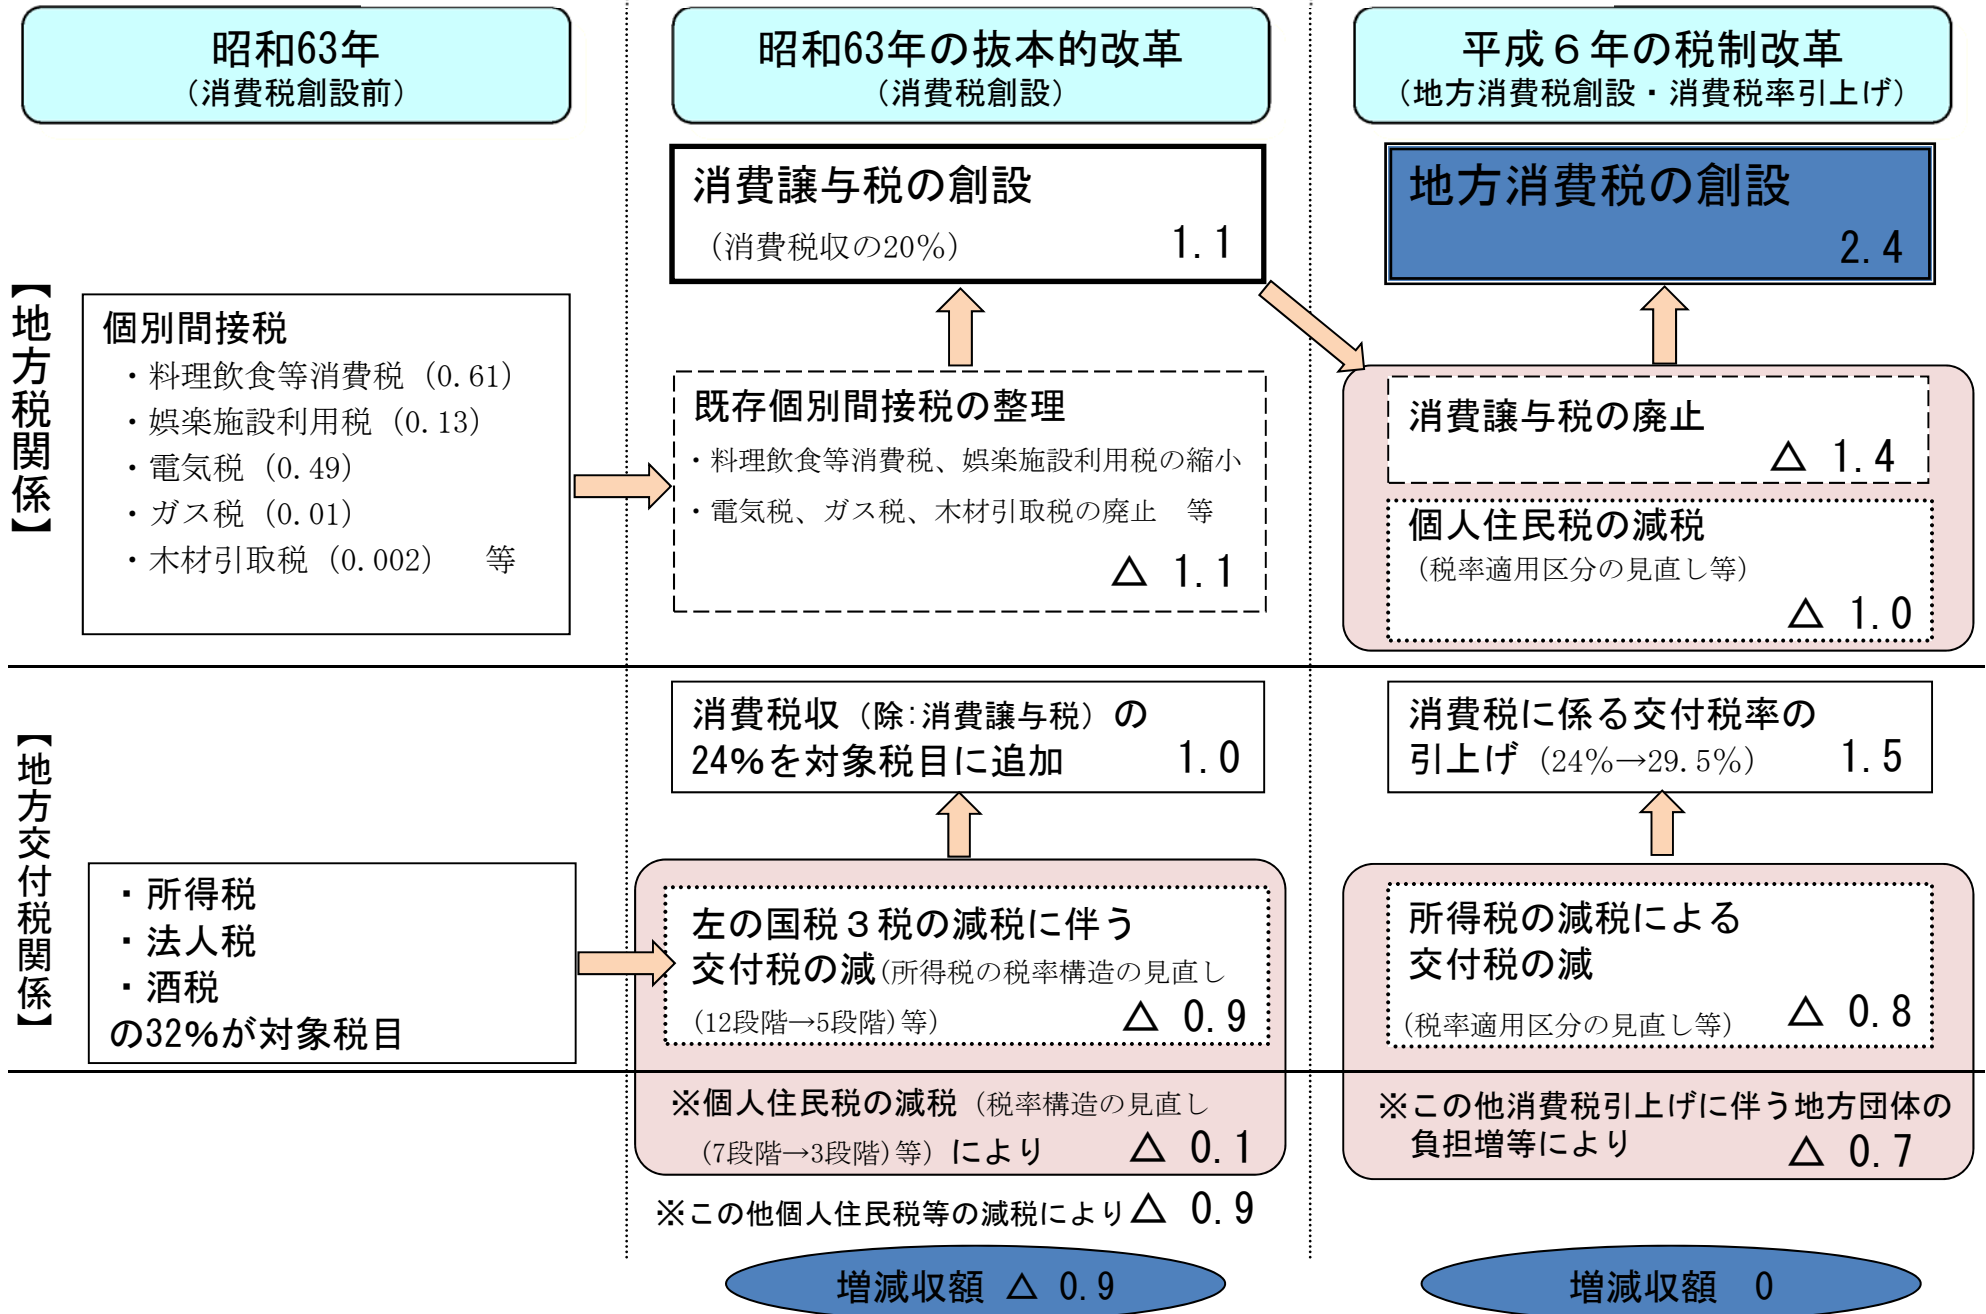 昭和63年
（消費税創設前）
昭和63年の抜本的改革
（消費税創設）
平成６年の税制改革
（地方消費税創設・消費税率引上げ）
【地方税関係】
個別間接税
・料理飲食等消費税（0.61）
・娯楽施設利用税（0.13）
・電気税（0.49）
・ガス税（0.01）
・木材引取税（0.002）　等
消費譲与税の創設
（消費税収の20％）　1.1
既存個別間接税の整理
・料理飲食等消費税、娯楽施設利用税の縮小
・電気税、ガス税、木材引取税の廃止　等
△ 1.1
地方消費税の創設
2.4
消費譲与税の廃止
△ 1.4
個人住民税の減税
（税率適用区分の見直し等）
△ 1.0
【地方交付税関係】
・所得税
・法人税
・酒税
の32%が対象税目
消費税収（除:消費譲与税）の
24%を対象税目に追加　1.0
左の国税３税の減税に伴う
交付税の減(所得税の税率構造の見直し
(12段階→5段階)等）　△ 0.9
※個人住民税の減税（税率構造の見直し
(7段階→3段階)等）により　△ 0.1
※この他個人住民税等の減税により△ 0.9
増減収額 △ 0.9
消費税に係る交付税率の
引上げ（24％→29.5％）　1.5
所得税の減税による
交付税の減
（税率適用区分の見直し等）　△ 0.8
※この他消費税引上げに伴う地方団体の
負担増等により　△ 0.7
増減収額　0